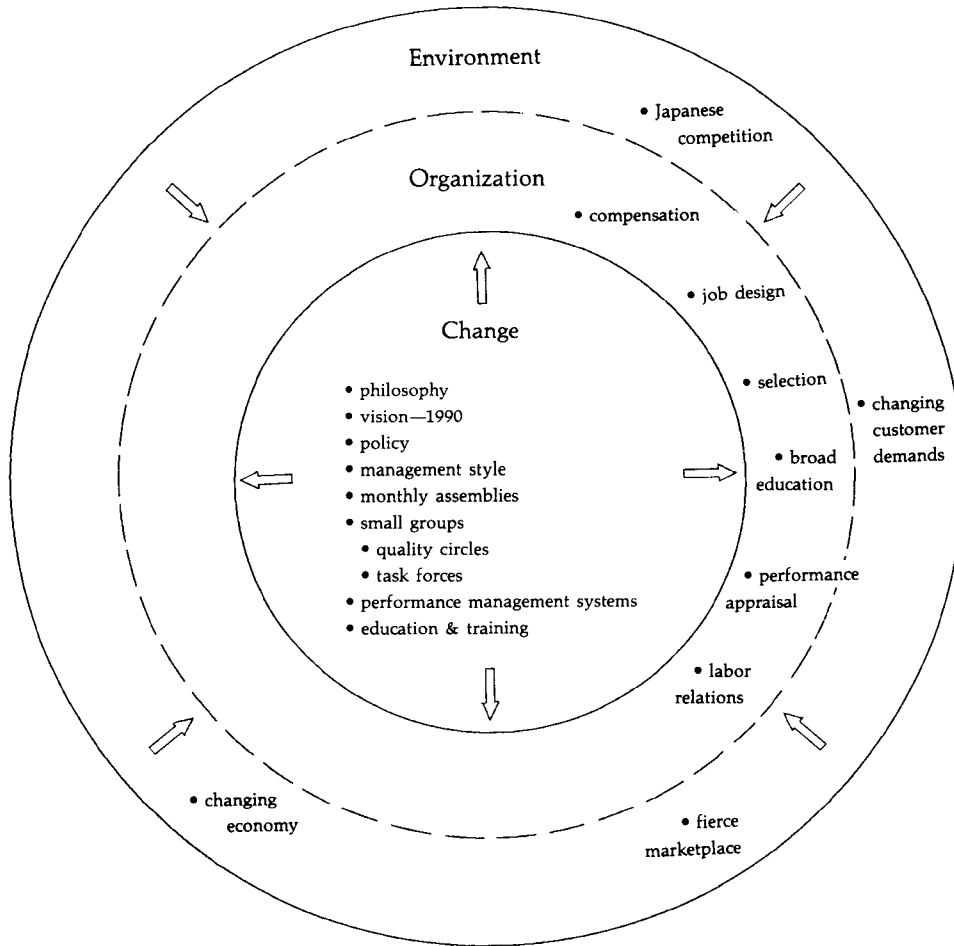 Environment
• Japanese
competition
Organization
• compensation
• job design
Change
• philosophy
• vision—1990
• policy
• management style
• monthly assemblies
• small groups
• quality circles
• task forces
• performance management systems
• education & training
• selection
• changing
customer
demands
• broad
education
• performance
appraisal
• labor
relations
• changing
economy
• fierce
marketplace